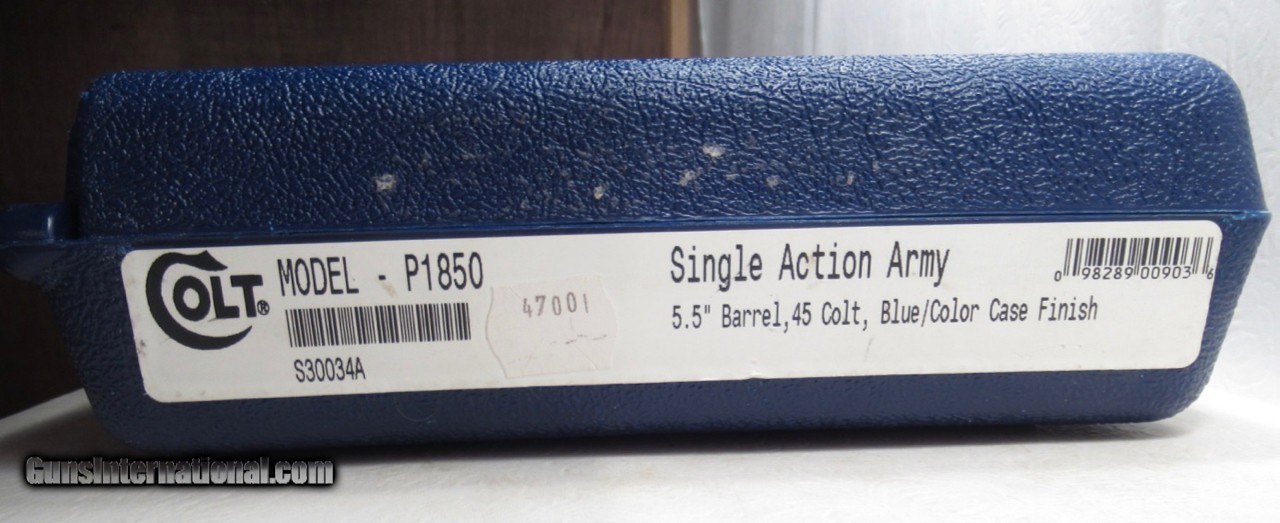 COLT®
MODEL - P1850
S30034A
47001
Single Action Army
5.5" Barrel,45 Colt, Blue/Color Case Finish
0 98289 00903 6
GunsInternational.com